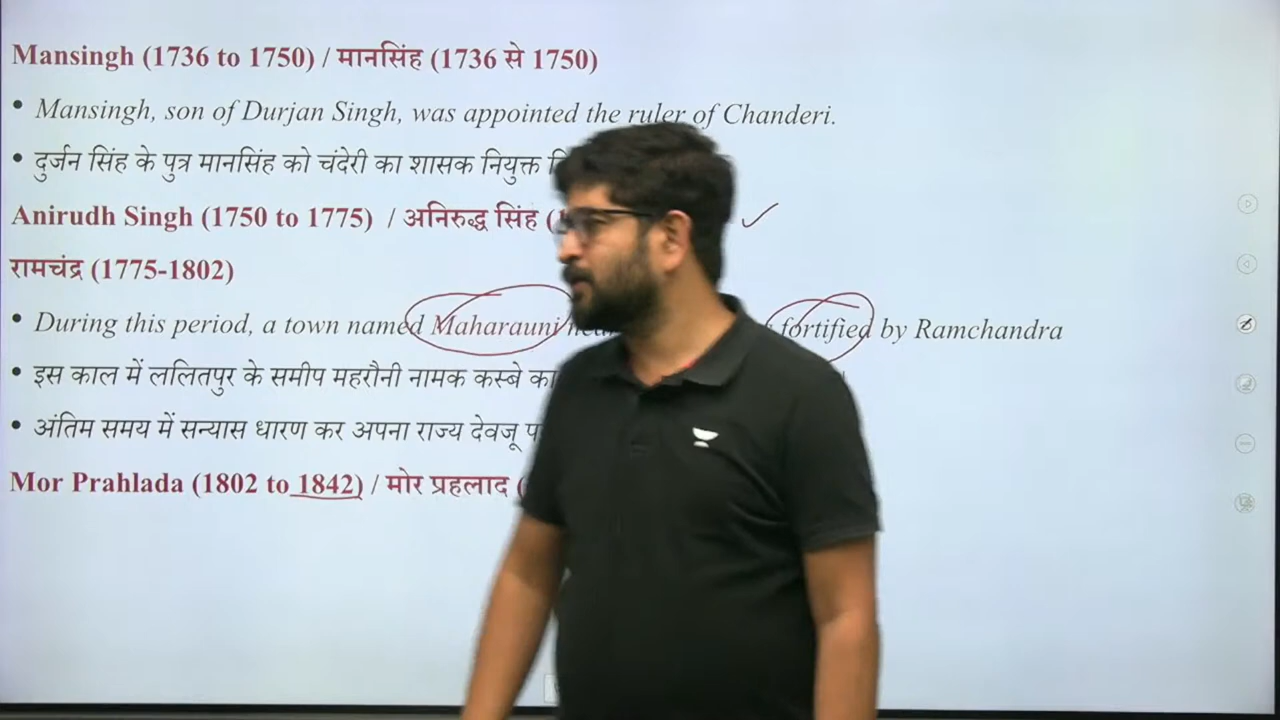 Mansingh (1736 to 1750) / मानसिंह (1736 से 1750)
• Mansingh, son of Durjan Singh, was appointed the ruler of Chanderi.
• दुर्जन सिंह के पुत्र मानसिंह को चंदेरी का शासक नियुक्त
Anirudh Singh (1750 to 1775) / अनिरुद्ध सिंह (
रामचंद्र (1775-1802)
• During this period, a town named Maharauni fortified by Ramchandra
• इस काल में ललितपुर के समीप महरौनी नामक कस्बे का
• अंतिम समय में सन्यास धारण कर अपना राज्य देवजू
Mor Prahlada (1802 to 1842) / मोर प्रहलाद (